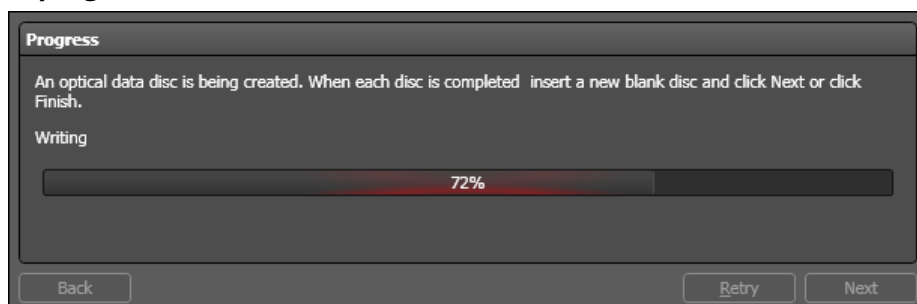 Progress
An optical data disc is being created. When each disc is completed  insert a new blank disc and click Next or click
Finish.
Writing
72%
Back Retry Next